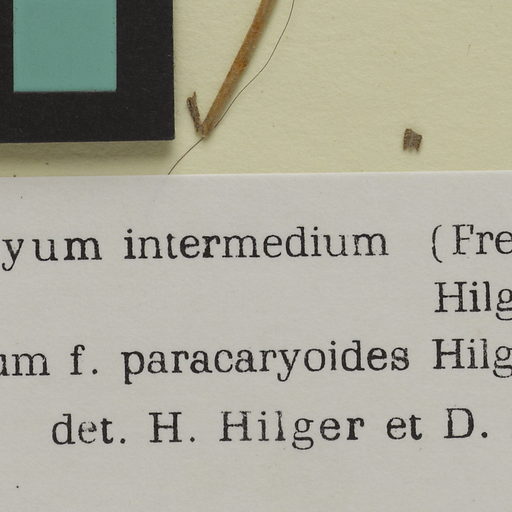 yum intermedium (Fre
Hilg
um f. paracaryoides Hilg
det. H. Hilger et D.